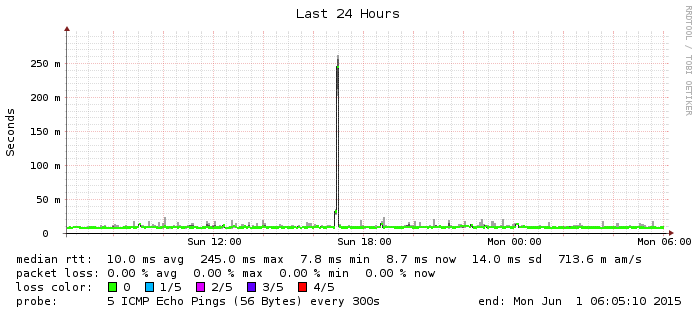 Last 24 Hours
RRDTOOL / TOBI OETIKER
Seconds
250 m
200 m
150 m
100 m
50 m
0
Sun 12:00 Sun 18:00 Mon 00:00 Mon 06:00
median rtt: 10.0 ms avg 245.0 ms max 7.8 ms min 8.7 ms now 14.0 ms sd 713.6 m am/s
packet loss: 0.00 % avg 0.00 % max 0.00 % min 0.00 % now
loss color: 0 1/5 2/5 3/5 4/5
probe: 5 ICMP Echo Pings (56 Bytes) every 300s end: Mon Jun 1 06:05:10 2015